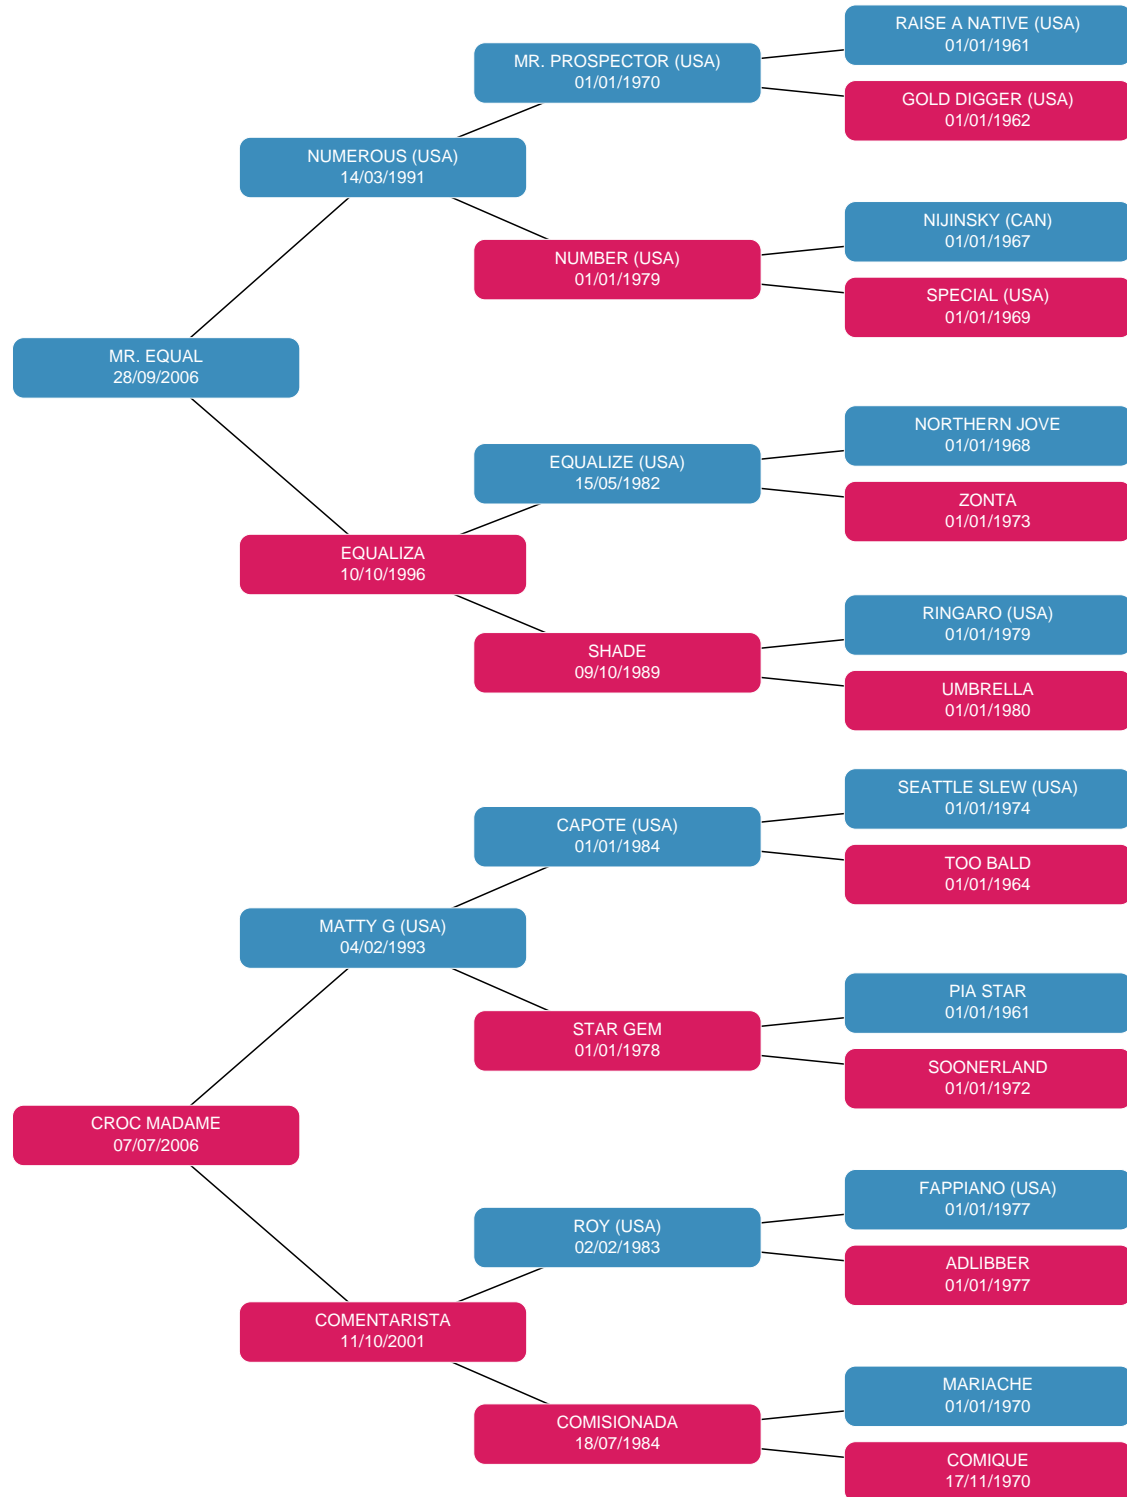 RAISE A NATIVE (USA)
01/01/1961
MR. PROSPECTOR (USA)
01/01/1970
GOLD DIGGER (USA)
01/01/1962
NUMEROUS (USA)
14/03/1991
NIJINSKY (CAN)
01/01/1967
NUMBER (USA)
01/01/1979
SPECIAL (USA)
01/01/1969
MR. EQUAL
28/09/2006
NORTHERN JOVE
01/01/1968
EQUALIZE (USA)
15/05/1982
ZONTA
01/01/1973
EQUALIZA
10/10/1996
RINGARO (USA)
01/01/1979
SHADE
09/10/1989
UMBRELLA
01/01/1980
SEATTLE SLEW (USA)
01/01/1974
CAPOTE (USA)
01/01/1984
TOO BALD
01/01/1964
MATTY G (USA)
04/02/1993
PIA STAR
01/01/1961
STAR GEM
01/01/1978
SOONERLAND
01/01/1972
CROC MADAME
07/07/2006
FAPPIANO (USA)
01/01/1977
ROY (USA)
02/02/1983
ADLIBBER
01/01/1977
COMENTARISTA
11/10/2001
MARIACHE
01/01/1970
COMISIONADA
18/07/1984
COMIQUE
17/11/1970